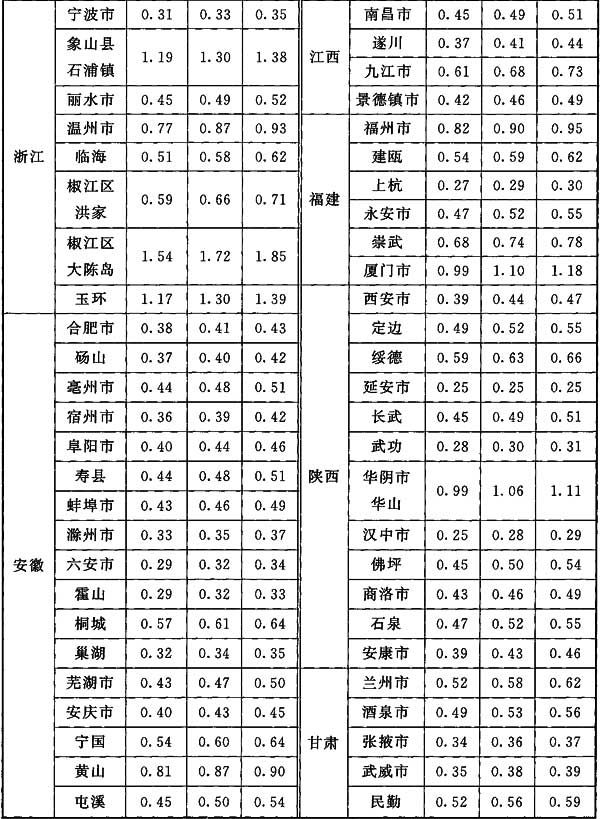 浙江
宁波市 0.31 0.33 0.35
象山县
石浦镇 1.19 1.30 1.38
丽水市 0.45 0.49 0.52
温州市 0.77 0.87 0.93
临海 0.51 0.58 0.62
椒江区
洪家 0.59 0.66 0.71
椒江区
大陈岛 1.54 1.72 1.85
玉环 1.17 1.30 1.39
安徽
合肥市 0.38 0.41 0.43
砀山 0.37 0.40 0.42
亳州市 0.44 0.48 0.51
宿州市 0.36 0.39 0.42
阜阳市 0.40 0.44 0.46
寿县 0.44 0.48 0.51
蚌埠市 0.43 0.46 0.49
滁州市 0.33 0.35 0.37
六安市 0.29 0.32 0.34
霍山 0.29 0.32 0.33
桐城 0.57 0.61 0.64
巢湖 0.32 0.34 0.35
芜湖市 0.43 0.47 0.50
安庆市 0.40 0.43 0.45
宁国 0.54 0.60 0.64
黄山 0.81 0.87 0.90
屯溪 0.45 0.50 0.54
江西
南昌市 0.45 0.49 0.51
遂川 0.37 0.41 0.44
九江市 0.61 0.68 0.73
景德镇市 0.42 0.46 0.49
福建
福州市 0.82 0.90 0.95
建瓯 0.54 0.59 0.62
上杭 0.27 0.29 0.30
永安市 0.47 0.52 0.55
崇武 0.68 0.74 0.78
厦门市 0.99 1.10 1.18
陕西
西安市 0.39 0.44 0.47
定边 0.49 0.52 0.55
绥德 0.59 0.63 0.66
延安市 0.25 0.25 0.25
长武 0.45 0.49 0.51
武功 0.28 0.30 0.31
华阴市
华山 0.99 1.06 1.11
汉中市 0.25 0.28 0.29
佛坪 0.45 0.50 0.54
商洛市 0.43 0.46 0.49
石泉 0.47 0.52 0.55
安康市 0.39 0.43 0.46
甘肃
兰州市 0.52 0.58 0.62
酒泉市 0.49 0.53 0.56
张掖市 0.34 0.36 0.37
武威市 0.35 0.38 0.39
民勤 0.52 0.56 0.59